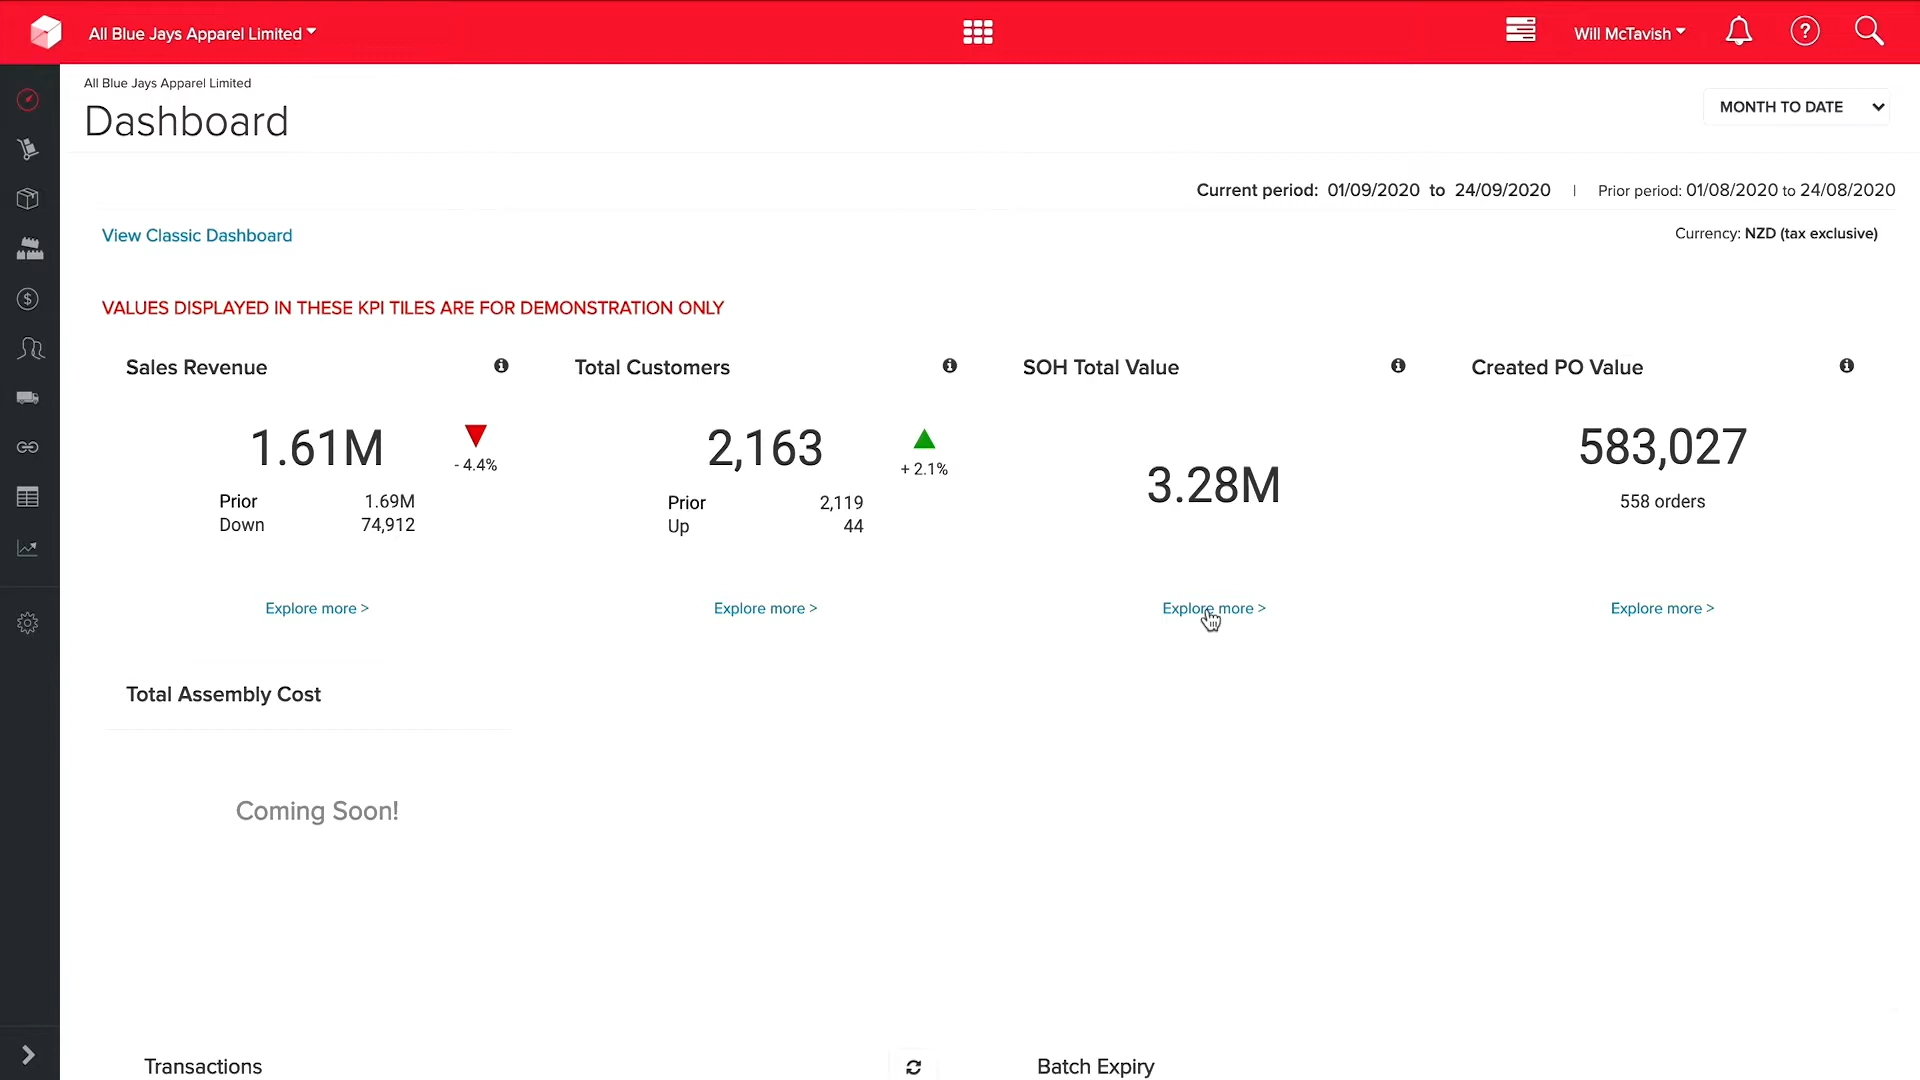 All Blue Jays Apparel Limited
Will McTavish
?
All Blue Jays Apparel Limited
Dashboard
MONTH TO DATE
Current period: 01/09/2020 to 24/09/2020 | Prior period: 01/08/2020 to 24/08/2020
View Classic Dashboard
Currency: NZD (tax exclusive)
VALUES DISPLAYED IN THESE KPI TILES ARE FOR DEMONSTRATION ONLY
Sales Revenue
1.61M
- 4.4%
Prior 1.69M
Down 74,912
Explore more >
Total Customers
2,163
+ 2.1%
Prior 2,119
Up 44
Explore more >
SOH Total Value
3.28M
Explore more >
Created PO Value
583,027
558 orders
Explore more >
Total Assembly Cost
Coming Soon!
Transactions
Batch Expiry